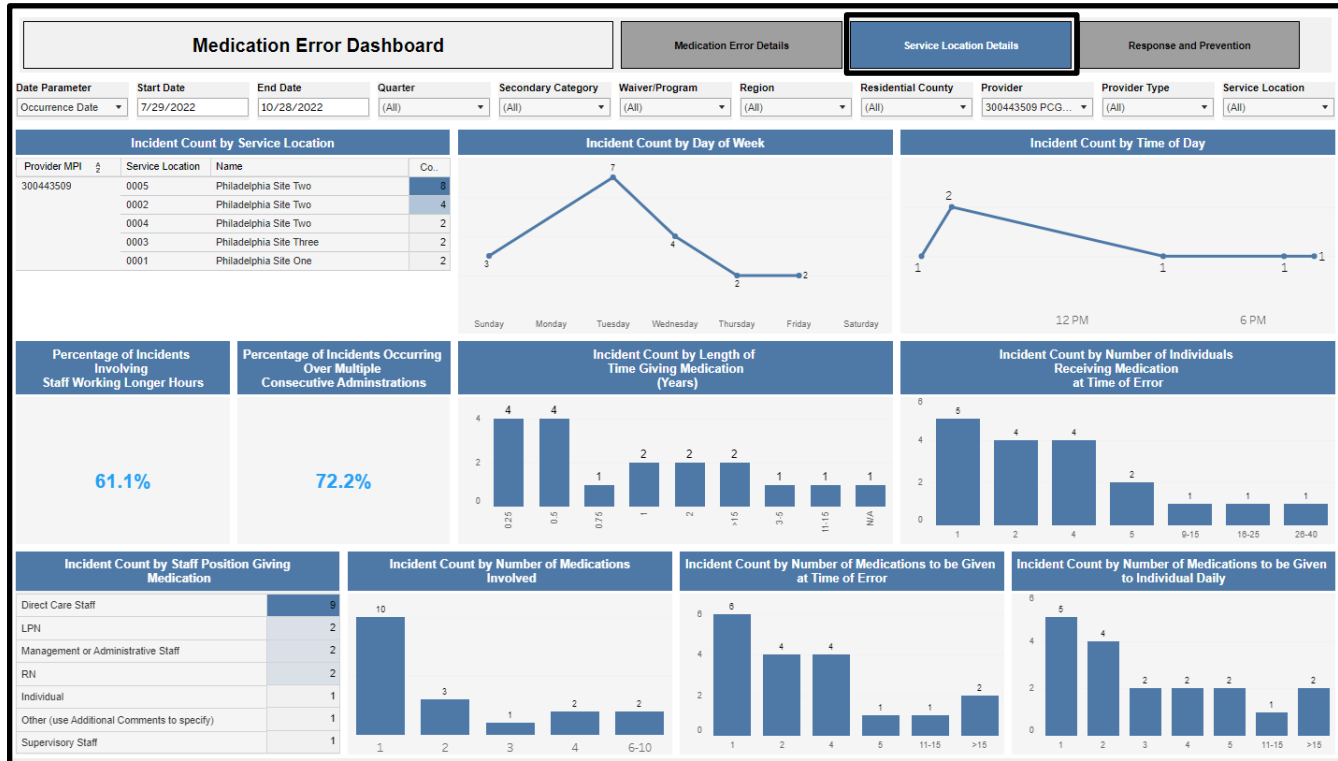 Medication Error Dashboard
Medication Error Details
Service Location Details
Response and Prevention
Date Parameter Start Date End Date Quarter Secondary Category Waiver/Program Region Residential County Provider Provider Type Service Location
Occurrence Date 7/29/2022 10/28/2022 (All) (All) (All) (All) (All) 300443509 PCG... (All) (All)
Incident Count by Service Location
Provider MPI Service Location Name Co..
300443509 0005 Philadelphia Site Two 8
0002 Philadelphia Site Two 4
0004 Philadelphia Site Two 2
0003 Philadelphia Site Three 2
0001 Philadelphia Site One 2
Incident Count by Day of Week
7
4
3
2 2
Sunday Monday Tuesday Wednesday Thursday Friday Saturday
Incident Count by Time of Day
2
1 1 1 1
12 PM 6 PM
Percentage of Incidents
Involving
Staff Working Longer Hours
61.1%
Percentage of Incidents Occurring
Over Multiple
Consecutive Adminstrations
72.2%
Incident Count by Length of
Time Giving Medication
(Years)
4
2
0
4 4 1 2 2 2 1 1 1
0.25 0.5 0.75 1 2 >15 3-5 11-15 N/A
Incident Count by Number of Individuals
Receiving Medication
at Time of Error
6
4
2
0
5 4 4 2 1 1 1
1 2 4 5 9-15 16-25 26-40
Incident Count by Staff Position Giving
Medication
Direct Care Staff 9
LPN 2
Management or Administrative Staff 2
RN 2
Individual 1
Other (use Additional Comments to specify) 1
Supervisory Staff 1
Incident Count by Number of Medications
Involved
10 3 1 2 2
1 2 3 4 6-10
Incident Count by Number of Medications to be Given
at Time of Error
6
4
2
0
6 4 4 1 1 2
1 2 4 5 11-15 >15
Incident Count by Number of Medications to be Given
to Individual Daily
6
4
2
0
5 4 2 2 2 1 2
1 2 3 4 5 11-15 >15